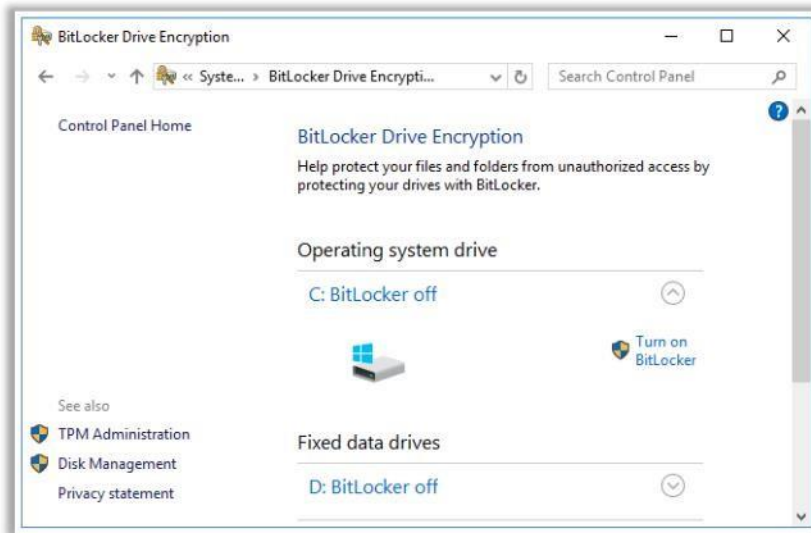 BitLocker Drive Encryption
« Syste... › BitLocker Drive Encrypti...
Search Control Panel
Control Panel Home
BitLocker Drive Encryption
Help protect your files and folders from unauthorized access by
protecting your drives with BitLocker.
Operating system drive
C: BitLocker off
Turn on
BitLocker
See also
TPM Administration
Disk Management
Privacy statement
Fixed data drives
D: BitLocker off